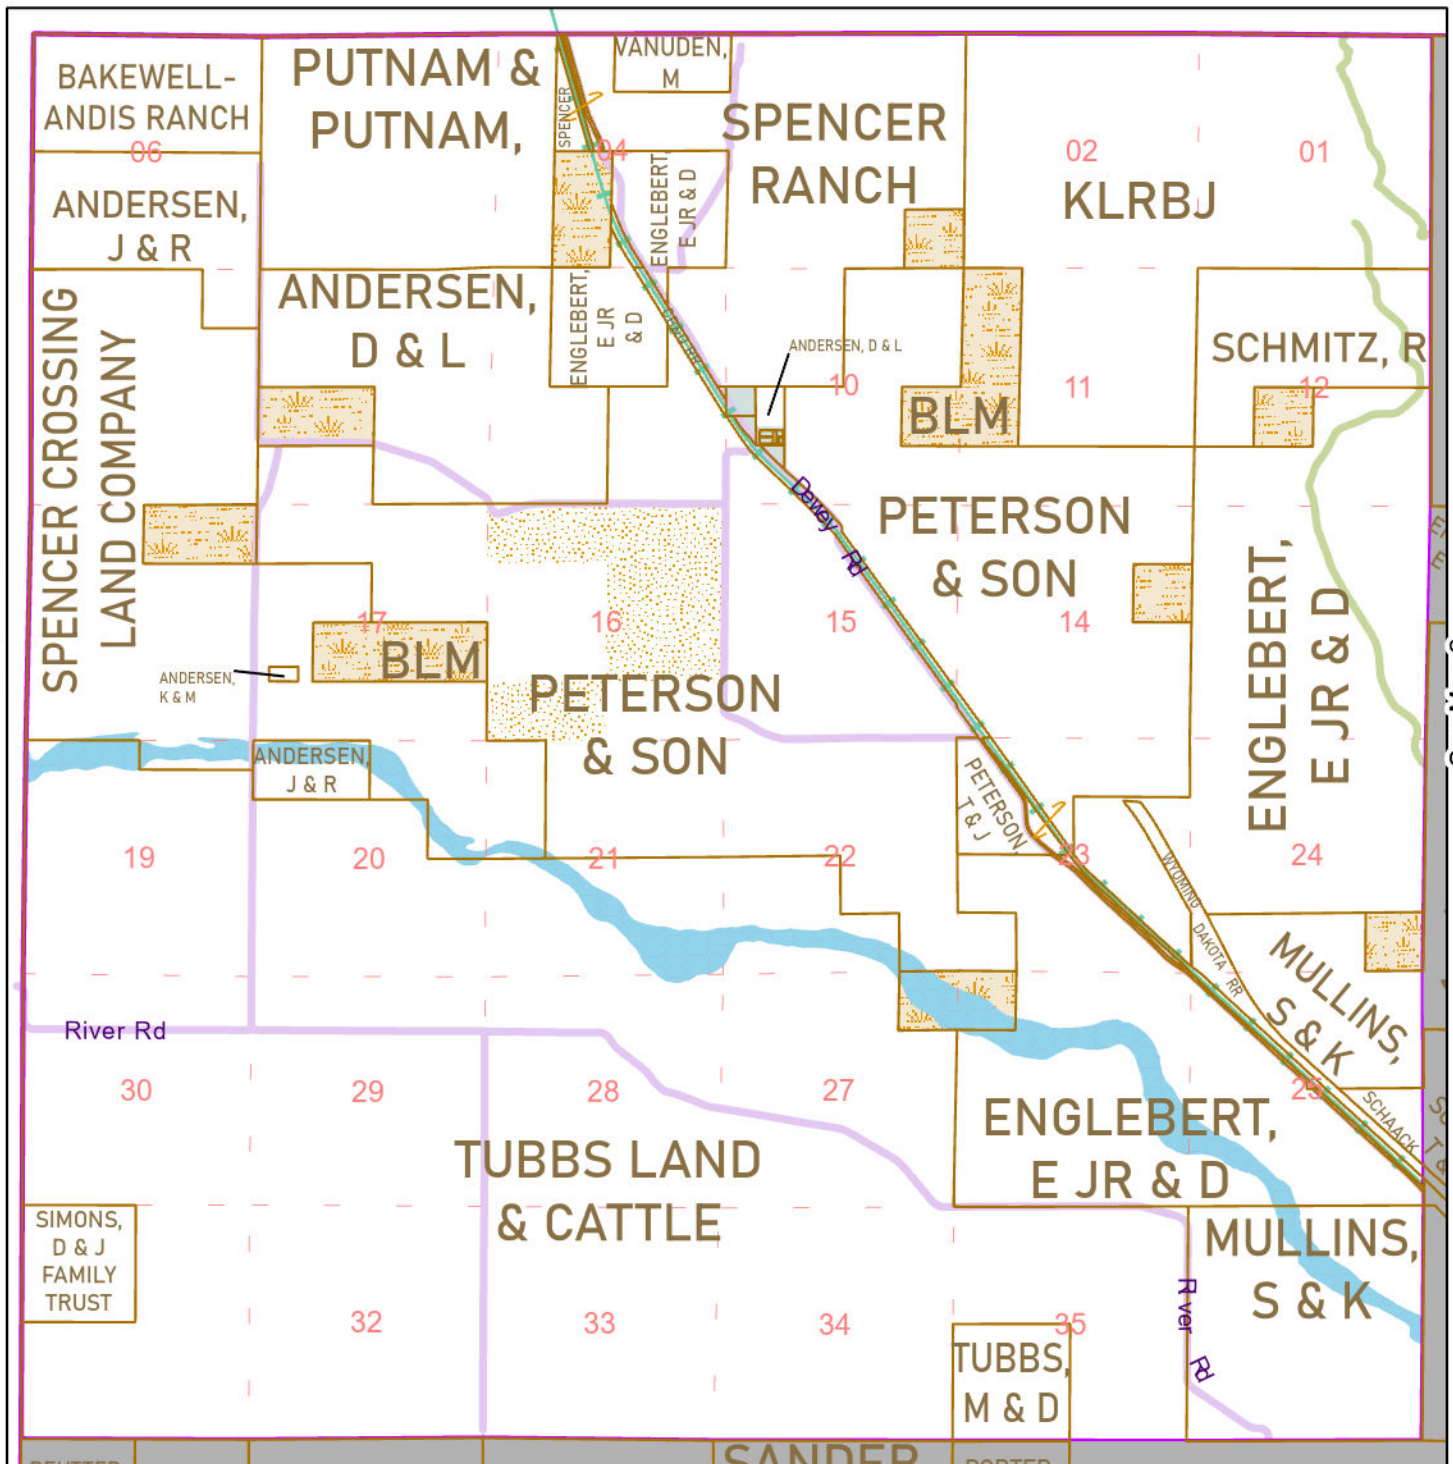 BAKEWELL-
ANDIS RANCH
06
PUTNAM &
PUTNAM,
SPENCER
VANUDEN,
M
04
SPENCER
RANCH
02
01
KLRBJ
ANDERSEN,
J & R
ENGLEBERT,
E JR & D
ANDERSEN,
D & L
ENGLEBERT,
E JR
& D
ANDERSEN, D & L
10
11
SCHMITZ, R
12
BLM
SPENCER CROSSING
LAND COMPANY
Dewey
Rd
PETERSON
& SON
17
16
15
14
BLM
ENGLEBERT,
E JR & D
ANDERSEN,
K & M
PETERSON
& SON
ANDERSEN,
J & R
PETERSON,
T & J
19
20
21
22
23
24
WYOMING
DAKOTA RR
MULLINS,
S & K
River Rd
30
29
28
27
25
SCHAACK
ENGLEBERT,
E JR & D
TUBBS LAND
& CATTLE
SIMONS,
D & J
FAMILY
TRUST
MULLINS,
S & K
River
Rd
32
33
34
35
TUBBS,
M & D
SANDER